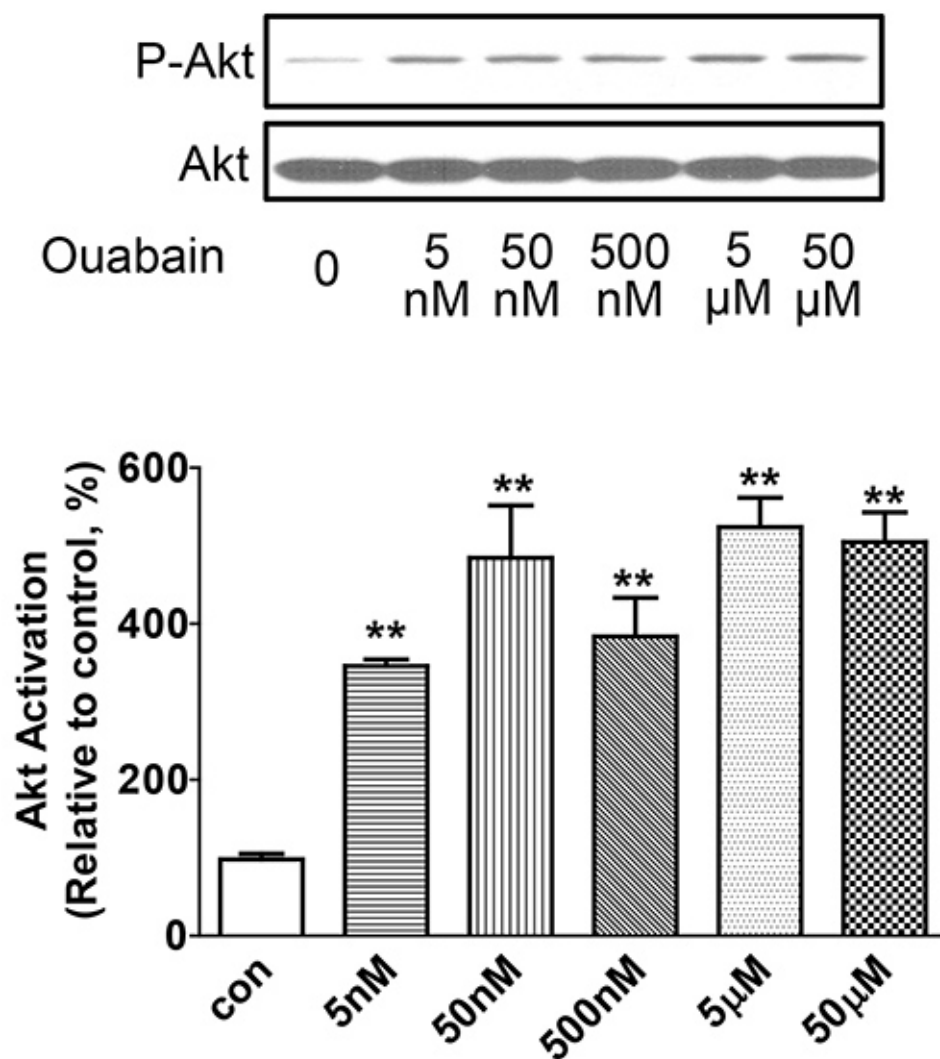 P-Akt
Akt
Ouabain 0 5 nM 50 nM 500 nM 5 µM 50 µM
Akt Activation
(Relative to control, %)
600
400
200
0
** ** ** ** **
con 5nM 50nM 500nM 5µM 50µM